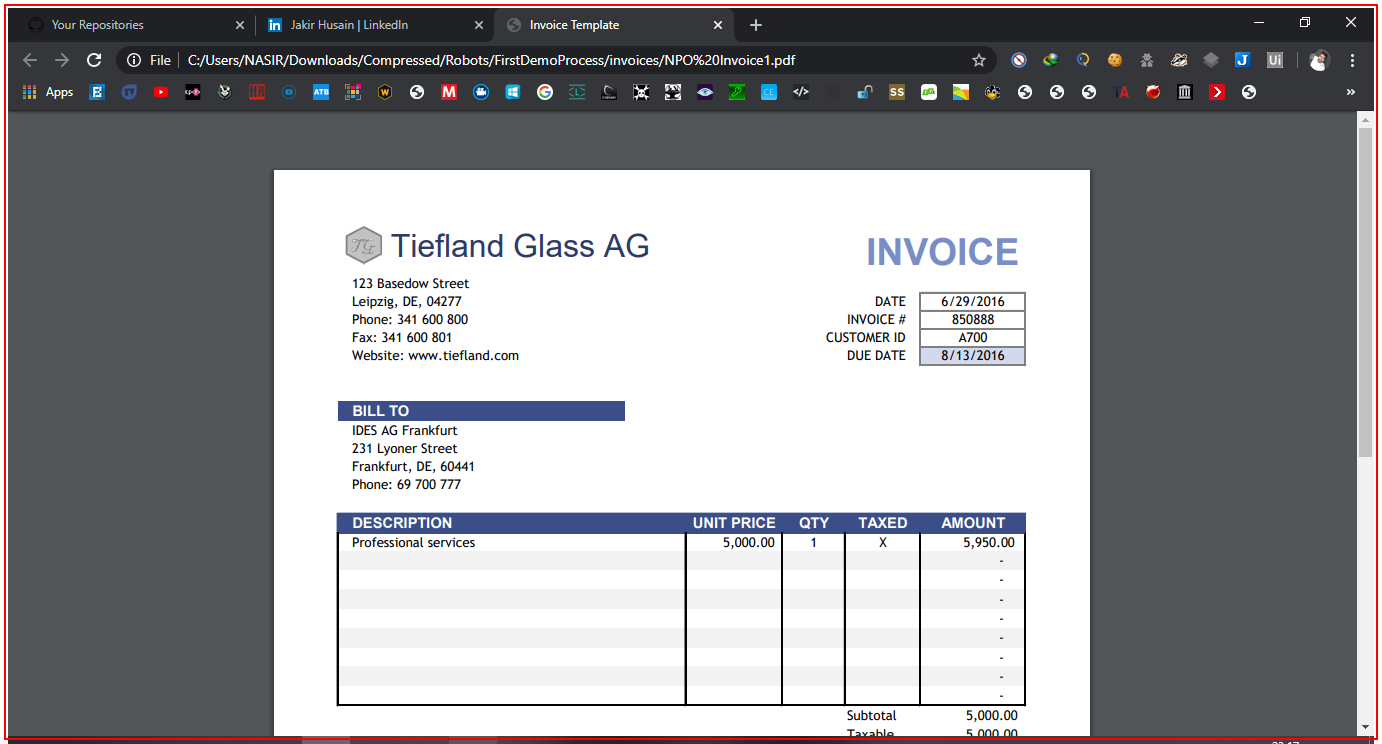 Your Repositories
Jakir Husain | LinkedIn
Invoice Template
File
C:/Users/NASIR/Downloads/Compressed/Robots/FirstDemoProcess/invoices/NPO%20Invoice1.pdf
Apps
Tiefland Glass AG
INVOICE
123 Basedow Street
Leipzig, DE, 04277
Phone: 341 600 800
Fax: 341 600 801
Website: www.tiefland.com
DATE 6/29/2016
INVOICE # 850888
CUSTOMER ID A700
DUE DATE 8/13/2016
BILL TO
IDES AG Frankfurt
231 Lyoner Street
Frankfurt, DE, 60441
Phone: 69 700 777
DESCRIPTION UNIT PRICE QTY TAXED AMOUNT
Professional services 5,000.00 1 X 5,950.00
-
-
-
-
-
-
-
-
Subtotal 5,000.00
Taxable 5,000.00